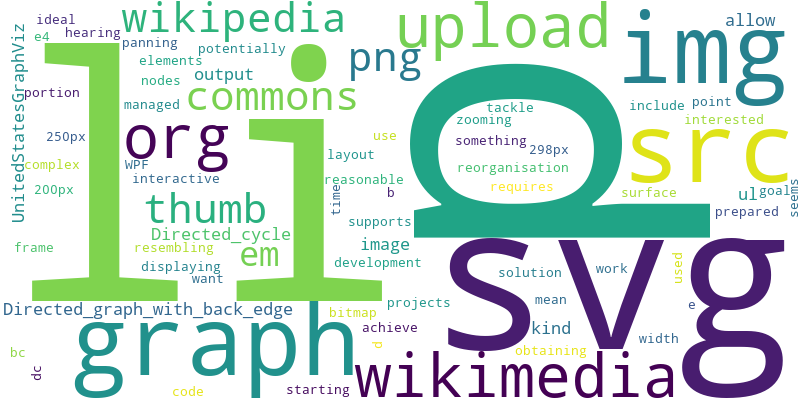 ideal
wikipedia
upload
img
allow
e4
hearing
panning
potentially
png
UnitedStatesGraphViz
elements
output
nodes
commons
portion
managed
li
p
tackle
include
point
zooming
interested
250px
org
use
something
298px
src
complex
WPF
layout
reorganisation
interactive
reasonable
requires
200px
b
time
surface
ul
goal
seems
thumb
supports
prepared
Directed_cycle
frame
resembling
em
image
displaying
development
want
solution
work
used
svg
Directed_graph_with_back_edge
bitmap
projects
mean
e
graph
achieve
kind
width
bc
d
obtaining
dc
code
starting
wikimedia